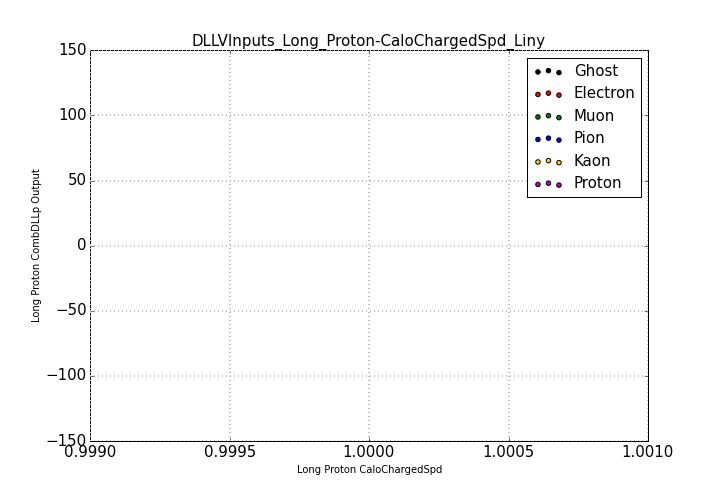 DLLVInputs_Long_Proton-CaloChargedSpd_Liny
150
100
50
0
−50
−100
−150
Long Proton CombDLLp Output
Ghost
Electron
Muon
Pion
Kaon
Proton
0.9990 0.9995 1.0000 1.0005 1.0010
Long Proton CaloChargedSpd